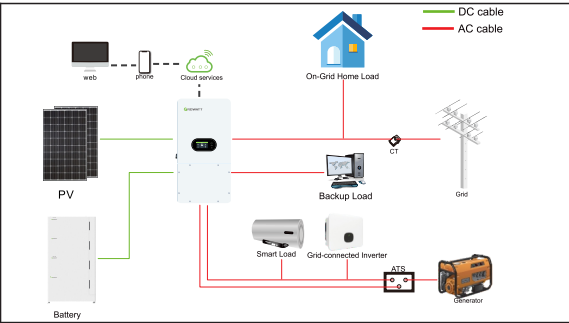 DC cable
AC cable
web
phone
Cloud services
On-Grid Home Load
GROWATT
CT
PV
Backup Load
Grid
Smart Load
Grid-connected Inverter
ATS
Generator
Battery